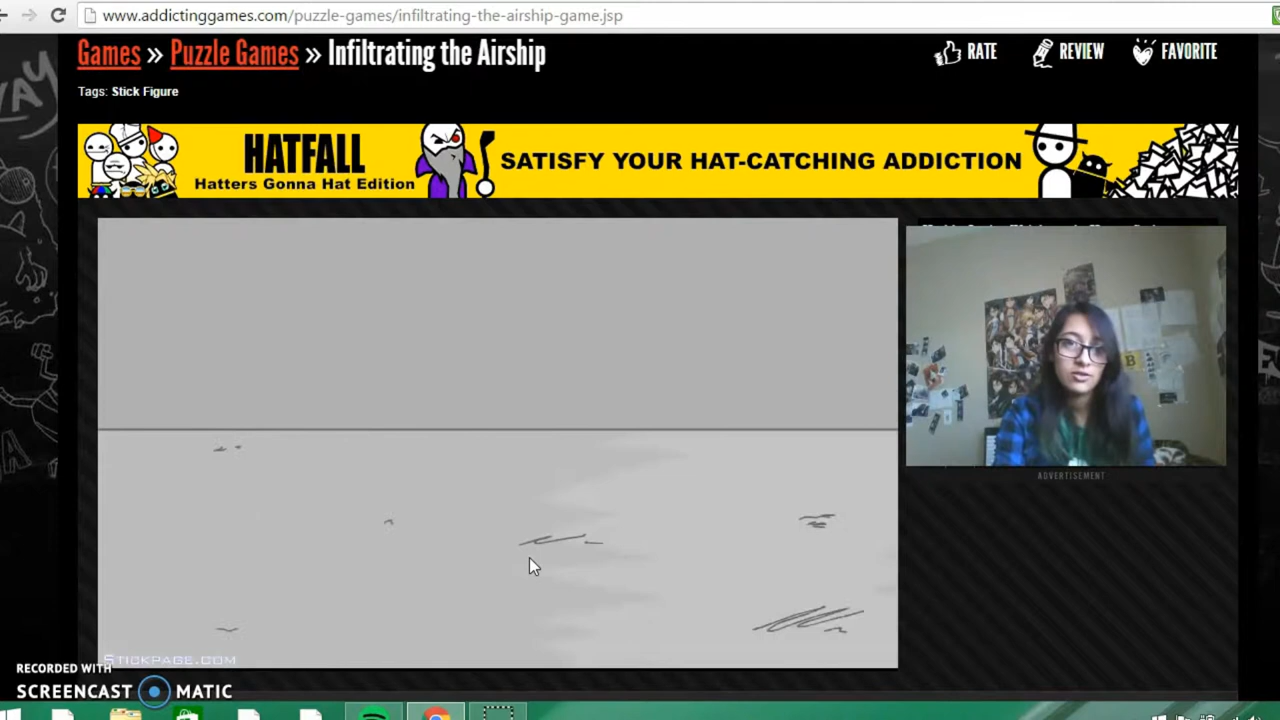 www.addictinggames.com/puzzle-games/infiltrating-the-airship-game.jsp
Games » Puzzle Games » Infiltrating the Airship
RATE
REVIEW
FAVORITE
Tags: Stick Figure
HATFALL
Hatters Gonna Hat Edition
SATISFY YOUR HAT-CATCHING ADDICTION
ADVERTISEMENT
STICKPAGE.COM
RECORDED WITH
SCREENCAST MATIC